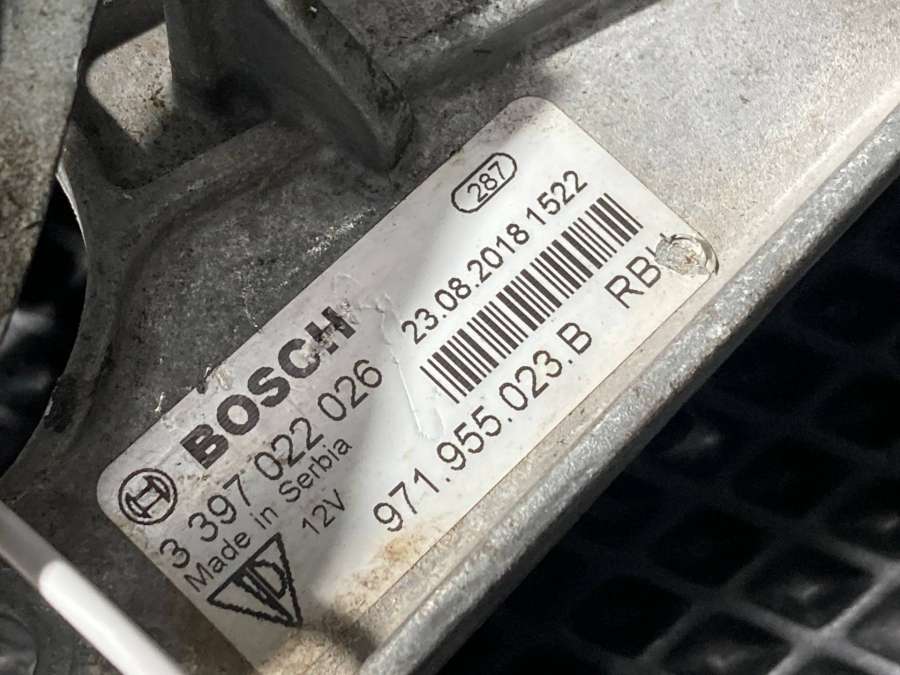 287
BOSCH
23.08.2018 1522
3 397 022 026
Made in Serbia
12V
971.955.023.B